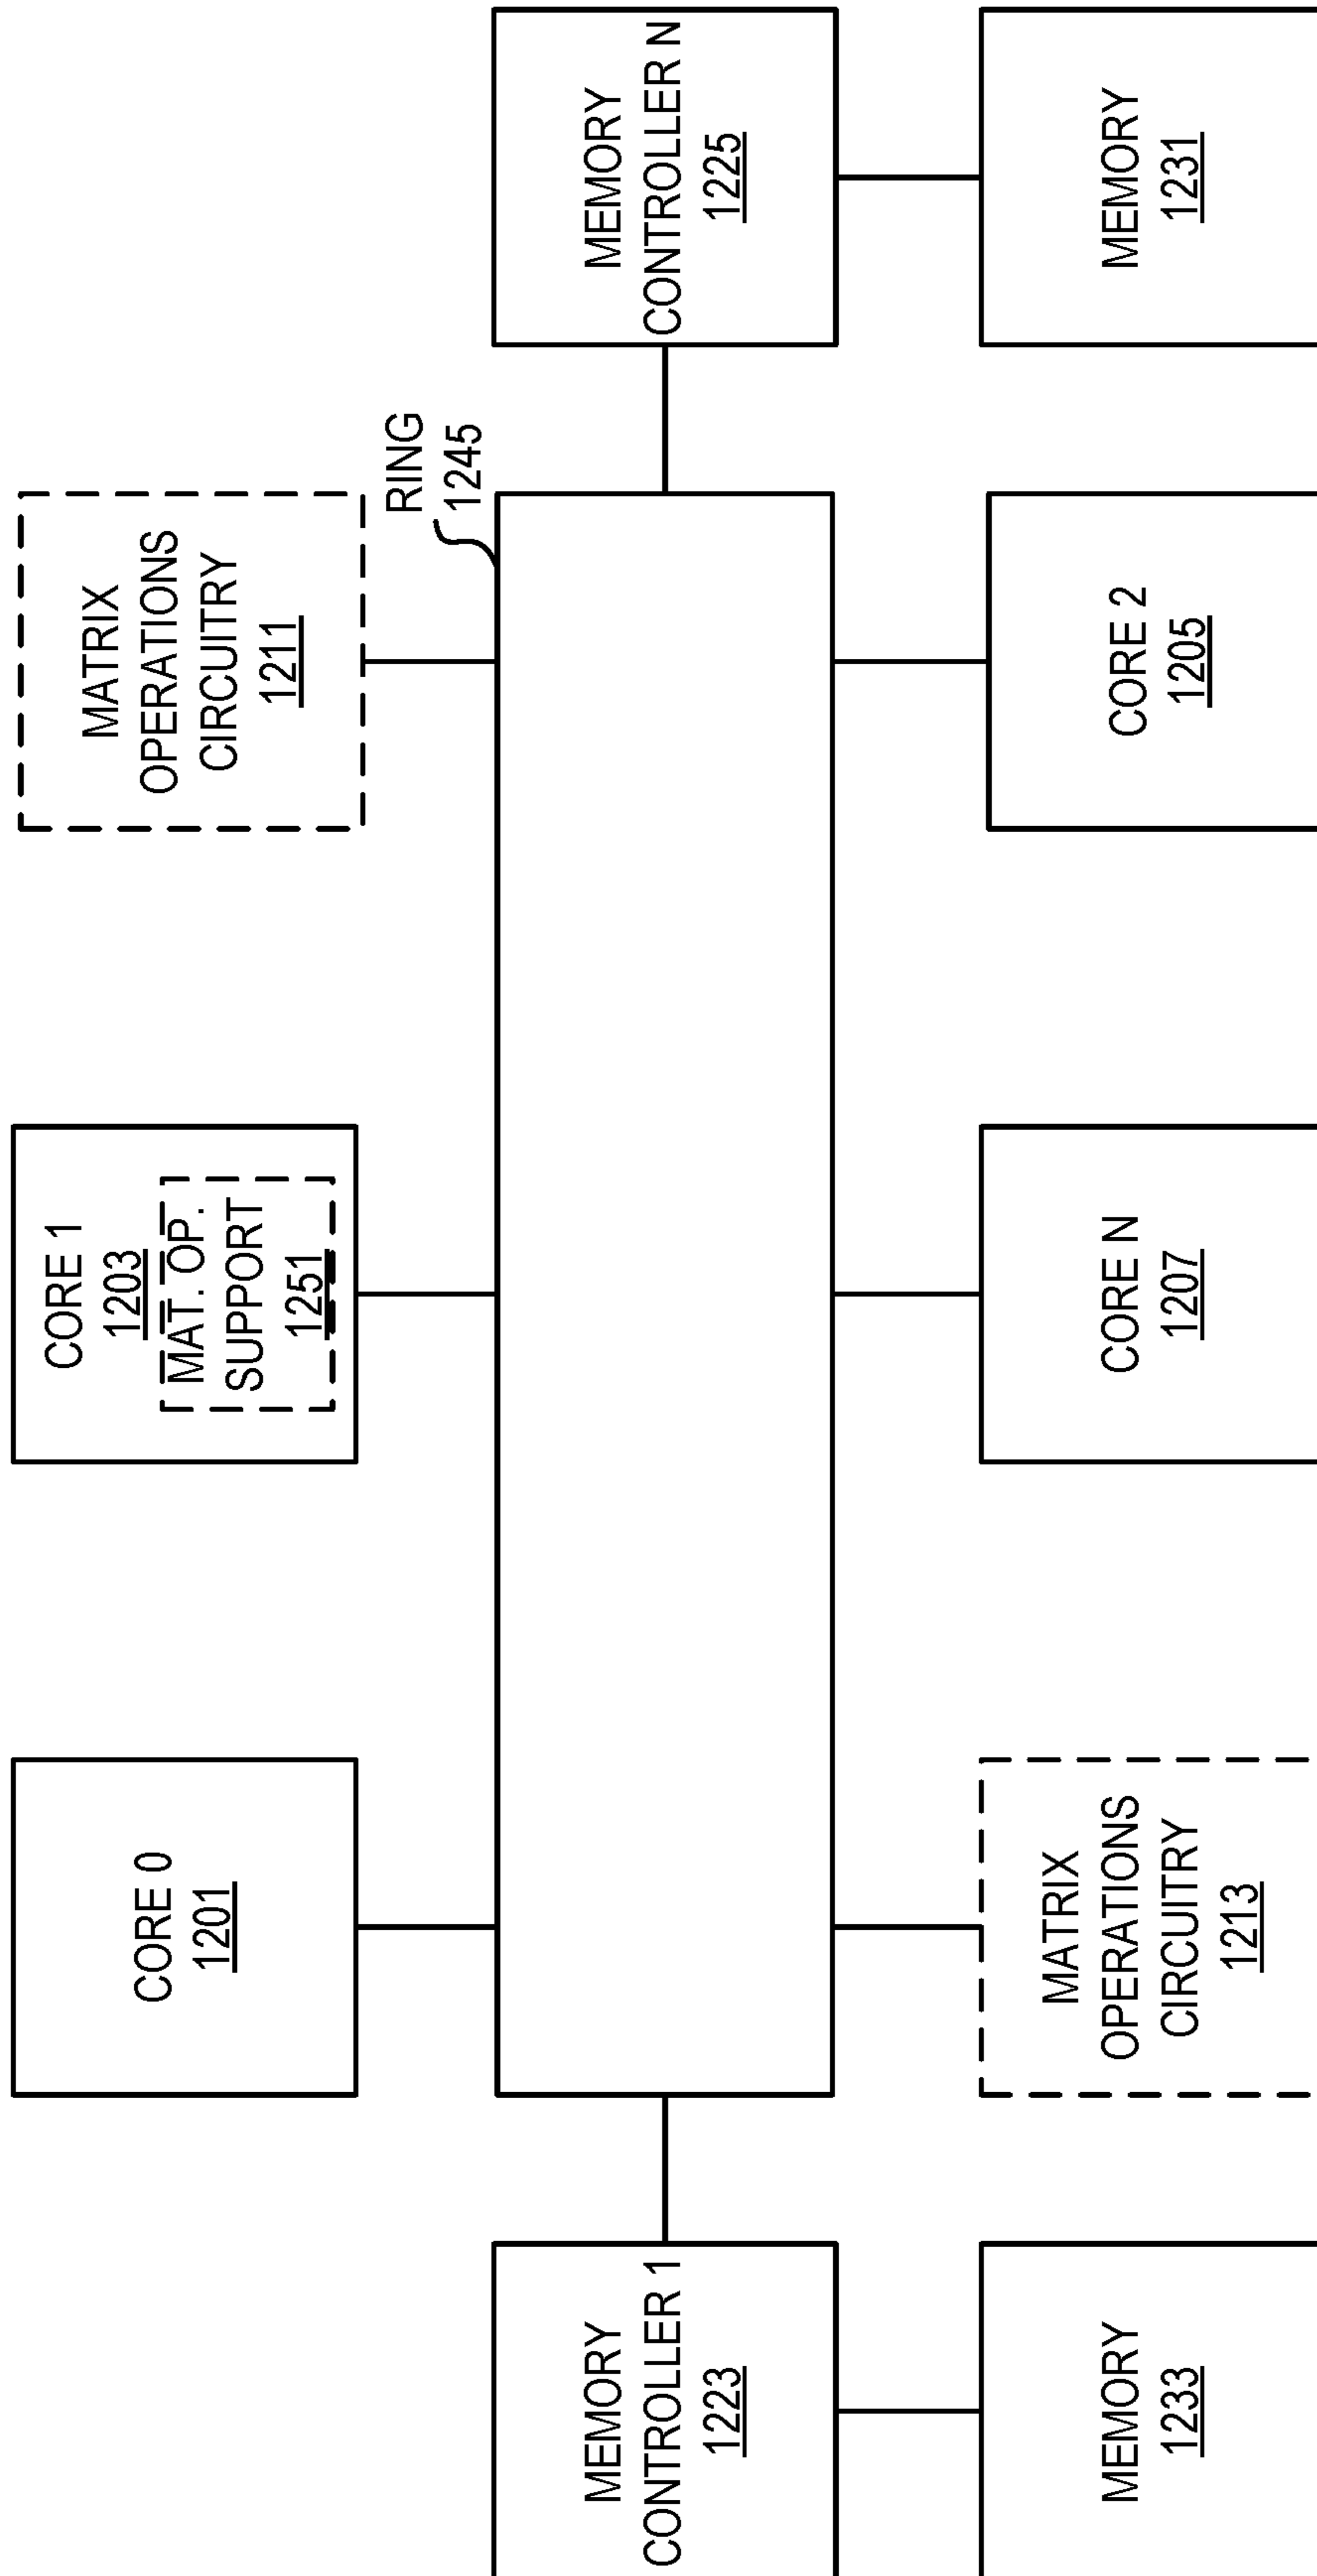 CORE 0
1201
CORE 1
1203
MAT. OP.
SUPPORT
1251
MATRIX
OPERATIONS
CIRCUITRY
1211
RING
1245
MEMORY
CONTROLLER 1
1223
MEMORY
CONTROLLER N
1225
MEMORY
1233
MATRIX
OPERATIONS
CIRCUITRY
1213
CORE N
1207
CORE 2
1205
MEMORY
1231